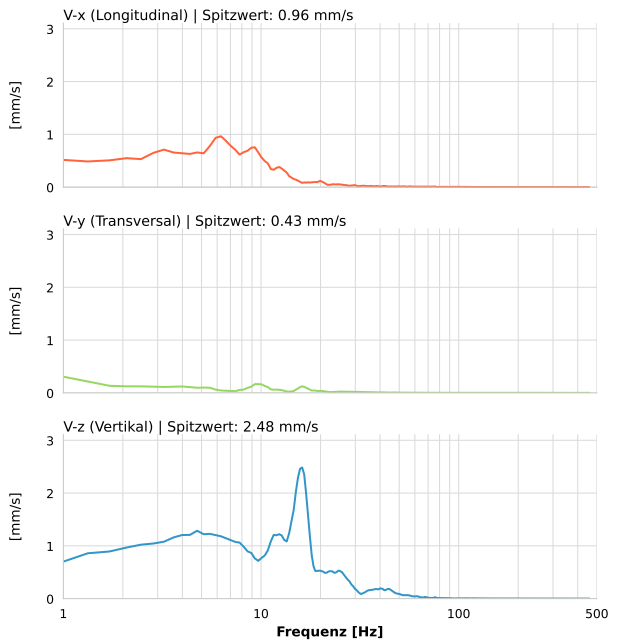 V-x (Longitudinal) | Spitzwert: 0.96 mm/s
3
2
1
0
[mm/s]
V-y (Transversal) | Spitzwert: 0.43 mm/s
3
2
1
0
[mm/s]
V-z (Vertikal) | Spitzwert: 2.48 mm/s
3
2
1
0
[mm/s]
1 10 100 500
Frequenz [Hz]